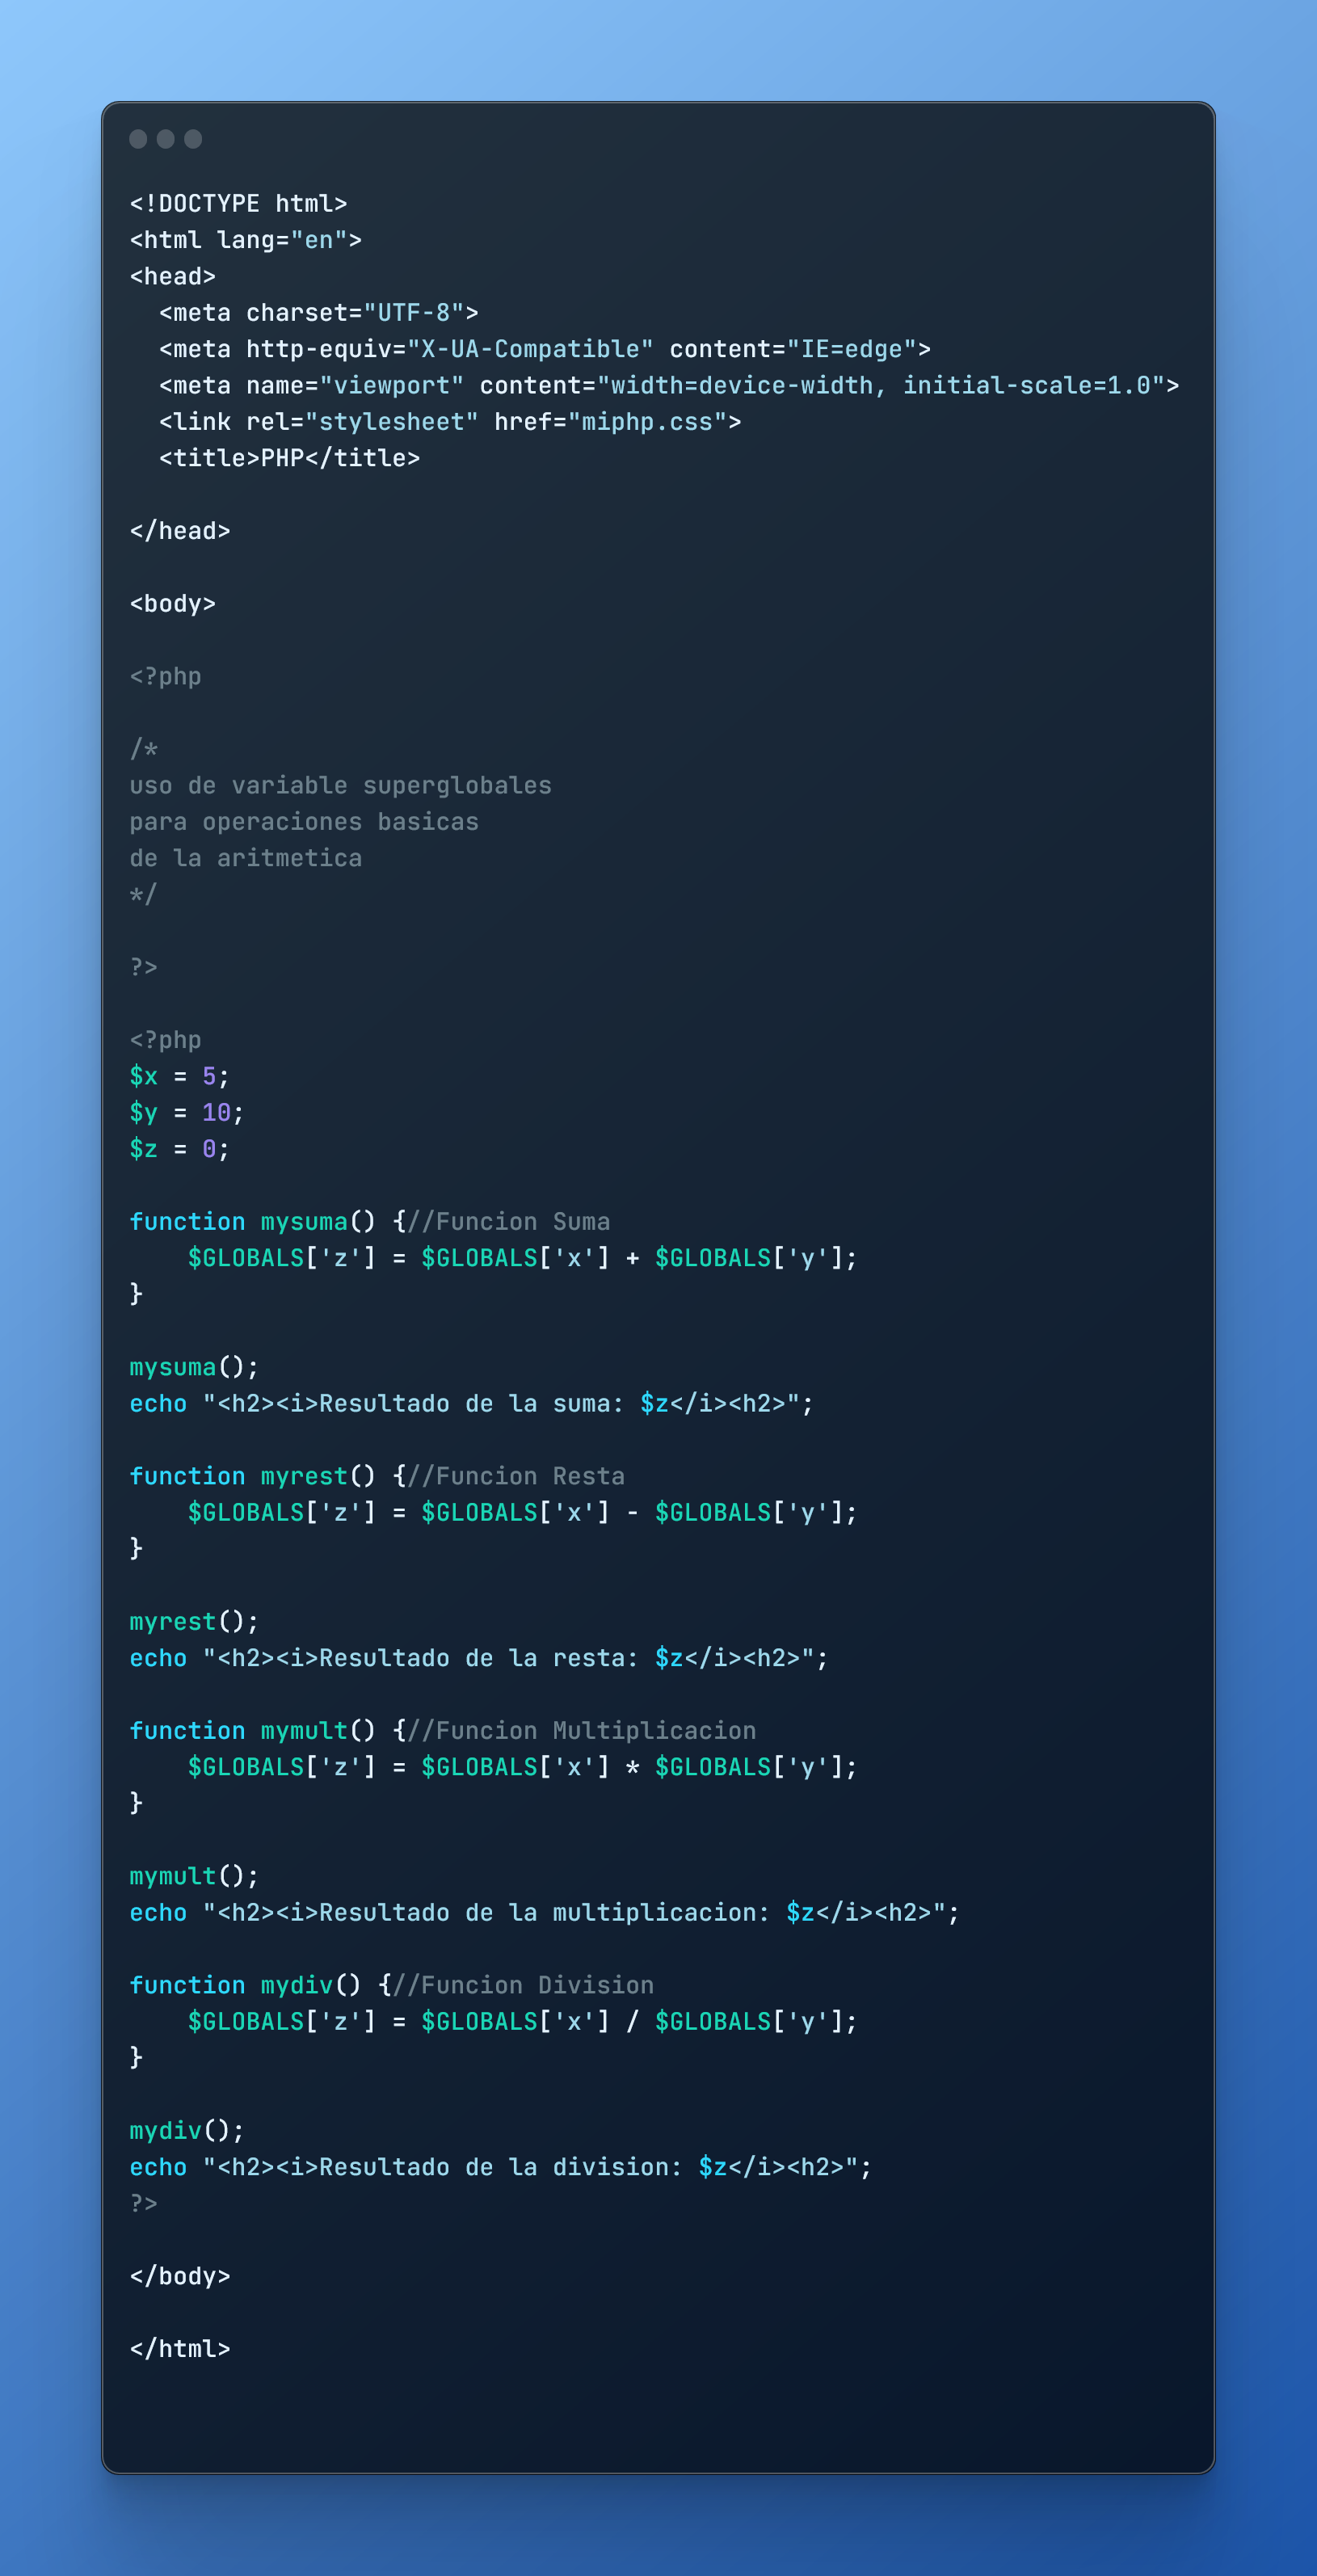 <!DOCTYPE html>
<html lang="en">
<head>
  <meta charset="UTF-8">
  <meta http-equiv="X-UA-Compatible" content="IE=edge">
  <meta name="viewport" content="width=device-width, initial-scale=1.0">
  <link rel="stylesheet" href="miphp.css">
  <title>PHP</title>

</head>

<body>

<?php

/*
uso de variable superglobales
para operaciones basicas
de la aritmetica
*/

?>

<?php
$x = 5;
$y = 10;
$z = 0;

function mysuma() {//Funcion Suma
    $GLOBALS['z'] = $GLOBALS['x'] + $GLOBALS['y'];
}

mysuma();
echo "<h2><i>Resultado de la suma: $z</i><h2>";

function myrest() {//Funcion Resta
    $GLOBALS['z'] = $GLOBALS['x'] - $GLOBALS['y'];
}

myrest();
echo "<h2><i>Resultado de la resta: $z</i><h2>";

function mymult() {//Funcion Multiplicacion
    $GLOBALS['z'] = $GLOBALS['x'] * $GLOBALS['y'];
}

mymult();
echo "<h2><i>Resultado de la multiplicacion: $z</i><h2>";

function mydiv() {//Funcion Division
    $GLOBALS['z'] = $GLOBALS['x'] / $GLOBALS['y'];
}

mydiv();
echo "<h2><i>Resultado de la division: $z</i><h2>";
?>

</body>

</html>